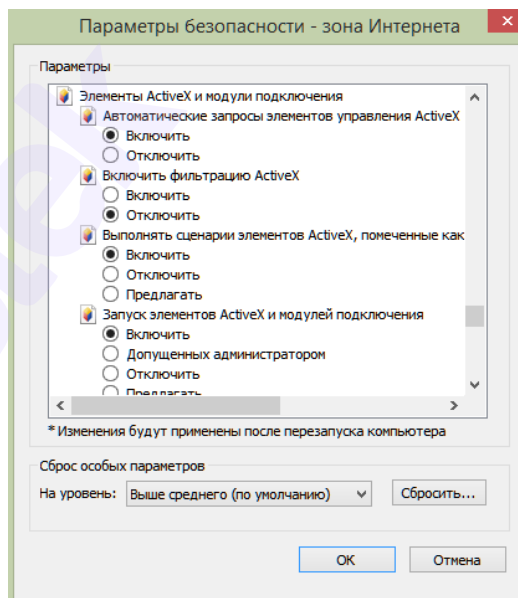 Параметры безопасности - зона Интернета
Параметры
Элементы ActiveX и модули подключения
Автоматические запросы элементов управления ActiveX
Включить
Отключить
Включить фильтрацию ActiveX
Включить
Отключить
Выполнять сценарии элементов ActiveX, помеченные как
Включить
Отключить
Предлагать
Запуск элементов ActiveX и модулей подключения
Включить
Допущенных администратором
Отключить
Предлагать
* Изменения будут применены после перезапуска компьютера
Сброс особых параметров
На уровень: Выше среднего (по умолчанию) Сбросить...
ОК Отмена